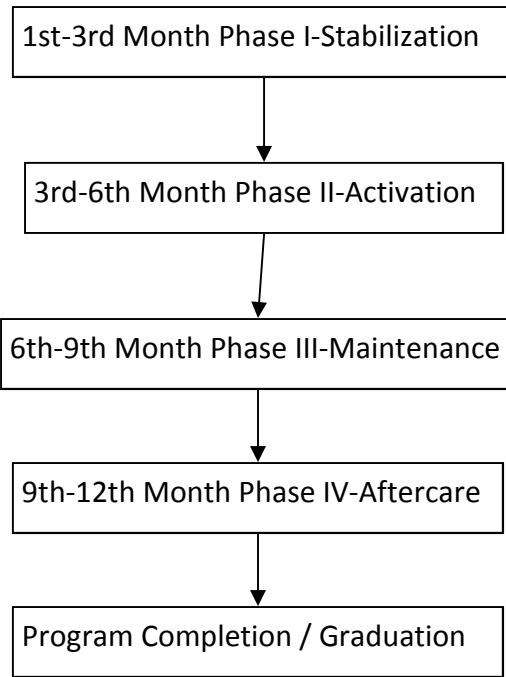 1st-3rd Month Phase I-Stabilization
3rd-6th Month Phase II-Activation
6th-9th Month Phase III-Maintenance
9th-12th Month Phase IV-Aftercare
Program Completion / Graduation